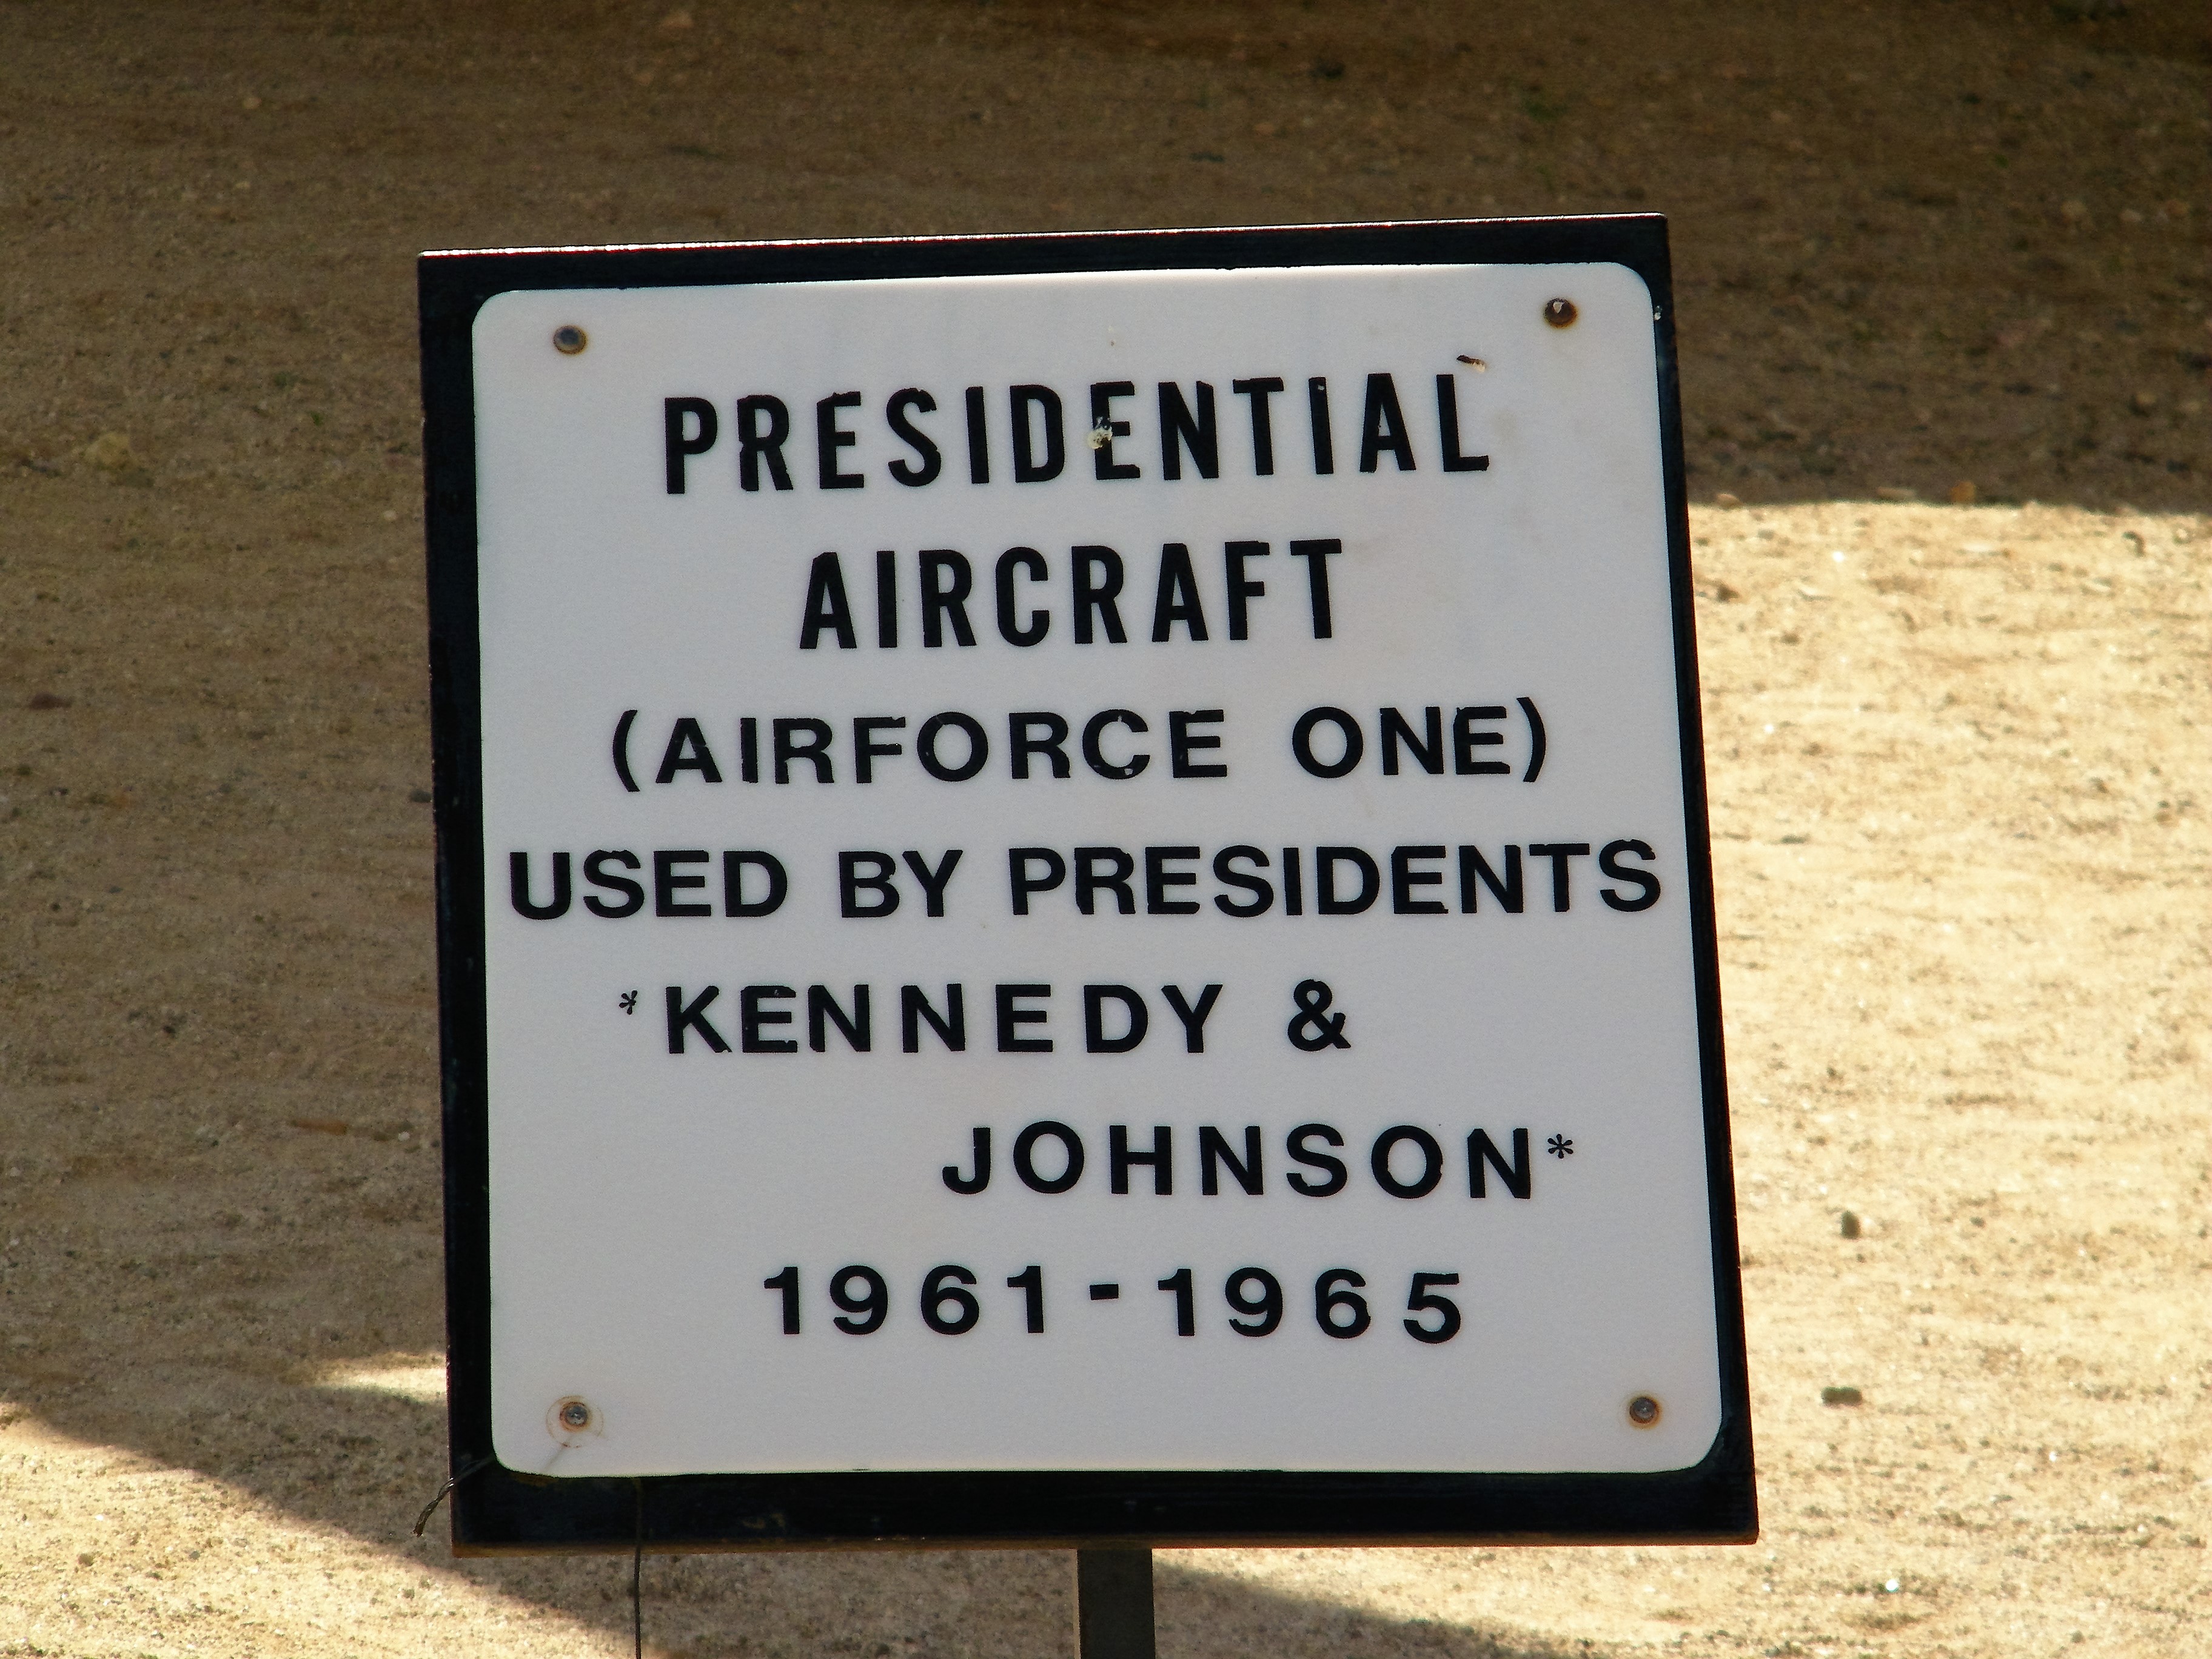 PRESIDENTIAL
AIRCRAFT
(AIRFORCE ONE)
USED BY PRESIDENTS
*KENNEDY &
JOHNSON*
1961-1965